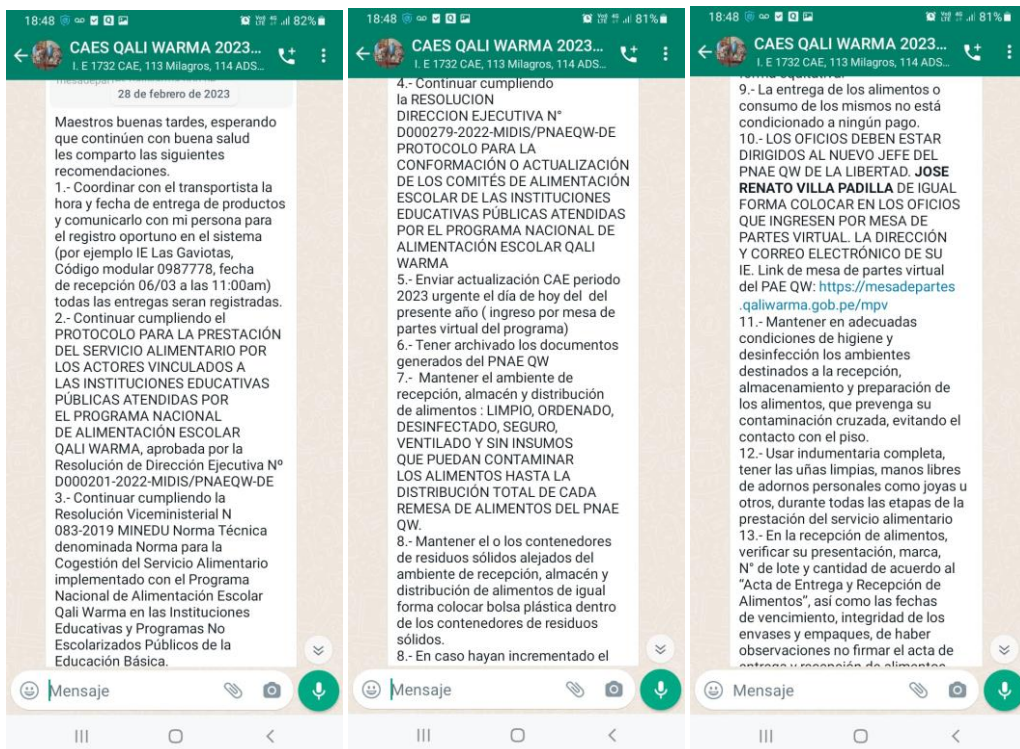 18:48
82%
CAES QALI WARMA 2023...
I. E 1732 CAE, 113 Milagros, 114 ADS...
28 de febrero de 2023
Maestros buenas tardes, esperando
que continúen con buena salud
les comparto las siguientes
recomendaciones.
1.- Coordinar con el transportista la
hora y fecha de entrega de productos
y comunicarlo con mi persona para
el registro oportuno en el sistema
(por ejemplo IE Las Gaviotas,
Código modular 0987778, fecha
de recepción 06/03 a las 11:00am)
todas las entregas seran registradas.
2.- Continuar cumpliendo el
PROTOCOLO PARA LA PRESTACIÓN
DEL SERVICIO ALIMENTARIO POR
LOS ACTORES VINCULADOS A
LAS INSTITUCIONES EDUCATIVAS
PÚBLICAS ATENDIDAS POR
EL PROGRAMA NACIONAL
DE ALIMENTACIÓN ESCOLAR
QALI WARMA, aprobada por la
Resolución de Dirección Ejecutiva Nº
D000201-2022-MIDIS/PNAEQW-DE
3.- Continuar cumpliendo la
Resolución Viceministerial N
083-2019 MINEDU Norma Técnica
denominada Norma para la
Cogestión del Servicio Alimentario
implementado con el Programa
Nacional de Alimentación Escolar
Qali Warma en las Instituciones
Educativas y Programas No
Escolarizados Públicos de la
Educación Básica.
Mensaje
18:48
81%
CAES QALI WARMA 2023...
I. E 1732 CAE, 113 Milagros, 114 ADS...
4.- Continuar cumpliendo
la RESOLUCION
DIRECCION EJECUTIVA N°
D000279-2022-MIDIS/PNAEQW-DE
PROTOCOLO PARA LA
CONFORMACIÓN O ACTUALIZACIÓN
DE LOS COMITÉS DE ALIMENTACIÓN
ESCOLAR DE LAS INSTITUCIONES
EDUCATIVAS PÚBLICAS ATENDIDAS
POR EL PROGRAMA NACIONAL DE
ALIMENTACIÓN ESCOLAR QALI
WARMA
5.- Enviar actualización CAE periodo
2023 urgente el día de hoy del  del
presente año ( ingreso por mesa de
partes virtual del programa)
6.- Tener archivado los documentos
generados del PNAE QW
7.-  Mantener el ambiente de
recepción, almacén y distribución
de alimentos : LIMPIO, ORDENADO,
DESINFECTADO, SEGURO,
VENTILADO Y SIN INSUMOS
QUE PUEDAN CONTAMINAR
LOS ALIMENTOS HASTA LA
DISTRIBUCIÓN TOTAL DE CADA
REMESA DE ALIMENTOS DEL PNAE
QW.
8.- Mantener el o los contenedores
de residuos sólidos alejados del
ambiente de recepción, almacén y
distribución de alimentos de igual
forma colocar bolsa plástica dentro
de los contenedores de residuos
sólidos.
8.- En caso hayan incrementado el
Mensaje
18:48
81%
CAES QALI WARMA 2023...
I. E 1732 CAE, 113 Milagros, 114 ADS...
forma equitativa.
9.- La entrega de los alimentos o
consumo de los mismos no está
condicionado a ningún pago.
10.- LOS OFICIOS DEBEN ESTAR
DIRIGIDOS AL NUEVO JEFE DEL
PNAE QW DE LA LIBERTAD. JOSE
RENATO VILLA PADILLA DE IGUAL
FORMA COLOCAR EN LOS OFICIOS
QUE INGRESEN POR MESA DE
PARTES VIRTUAL. LA DIRECCIÓN
Y CORREO ELECTRÓNICO DE SU
IE. Link de mesa de partes virtual
del PAE QW: https://mesadepartes
.qaliwarma.gob.pe/mpv
11.- Mantener en adecuadas
condiciones de higiene y
desinfección los ambientes
destinados a la recepción,
almacenamiento y preparación de
los alimentos, que prevenga su
contaminación cruzada, evitando el
contacto con el piso.
12.- Usar indumentaria completa,
tener las uñas limpias, manos libres
de adornos personales como joyas u
otros, durante todas las etapas de la
prestación del servicio alimentario
13.- En la recepción de alimentos,
verificar su presentación, marca,
N° de lote y cantidad de acuerdo al
"Acta de Entrega y Recepción de
Alimentos", así como las fechas
de vencimiento, integridad de los
envases y empaques, de haber
observaciones no firmar el acta de
entrega y recepción de alimentos
Mensaje